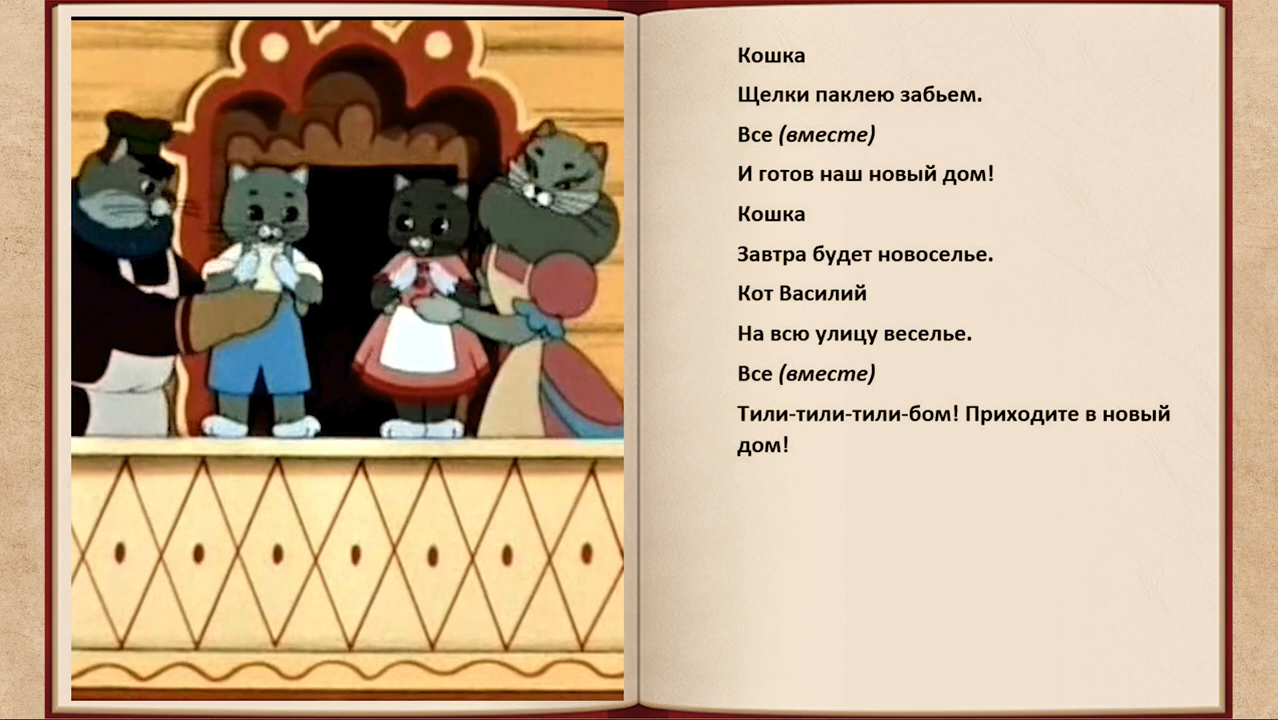 Кошка
Щелки паклею забьем.
Все (вместе)
И готов наш новый дом!
Кошка
Завтра будет новоселье.
Кот Василий
На всю улицу веселье.
Все (вместе)
Тили-тили-тили-бом! Приходите в новый
дом!